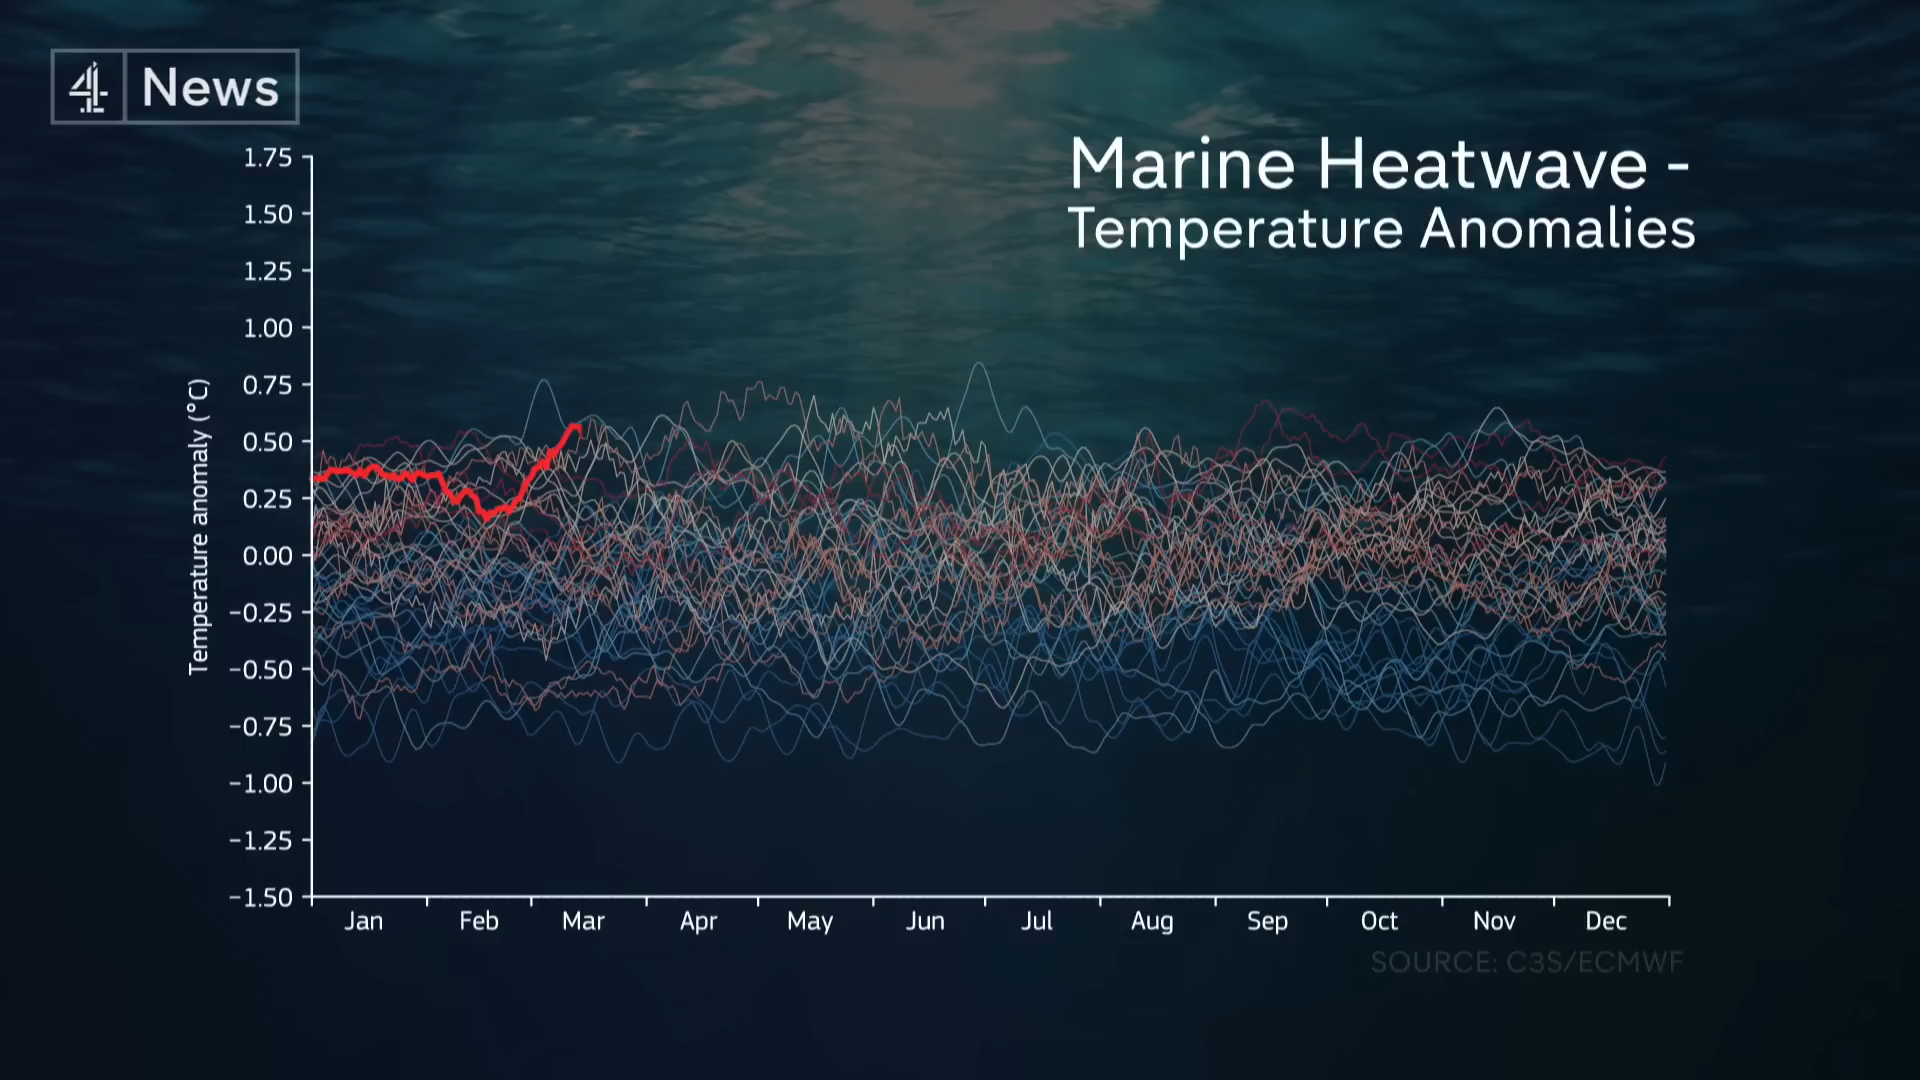 4 News
Marine Heatwave -
Temperature Anomalies
Temperature anomaly (°C)
1.75
1.50
1.25
1.00
0.75
0.50
0.25
0.00
−0.25
−0.50
−0.75
−1.00
−1.25
−1.50
Jan Feb Mar Apr May Jun Jul Aug Sep Oct Nov Dec
SOURCE: C3S/ECMWF